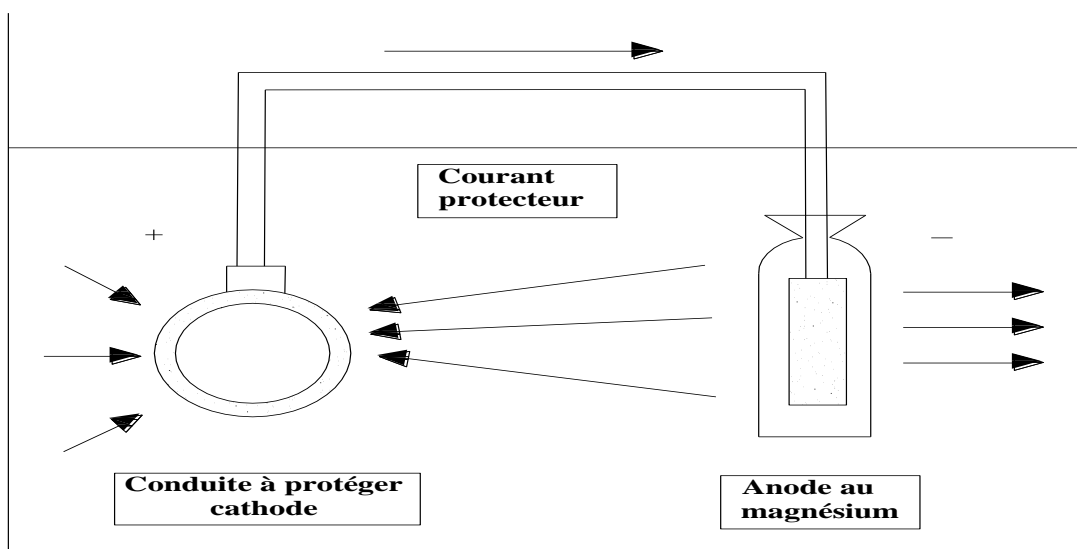 Courant
protecteur
+
—
Conduite à protéger
cathode
Anode au
magnésium